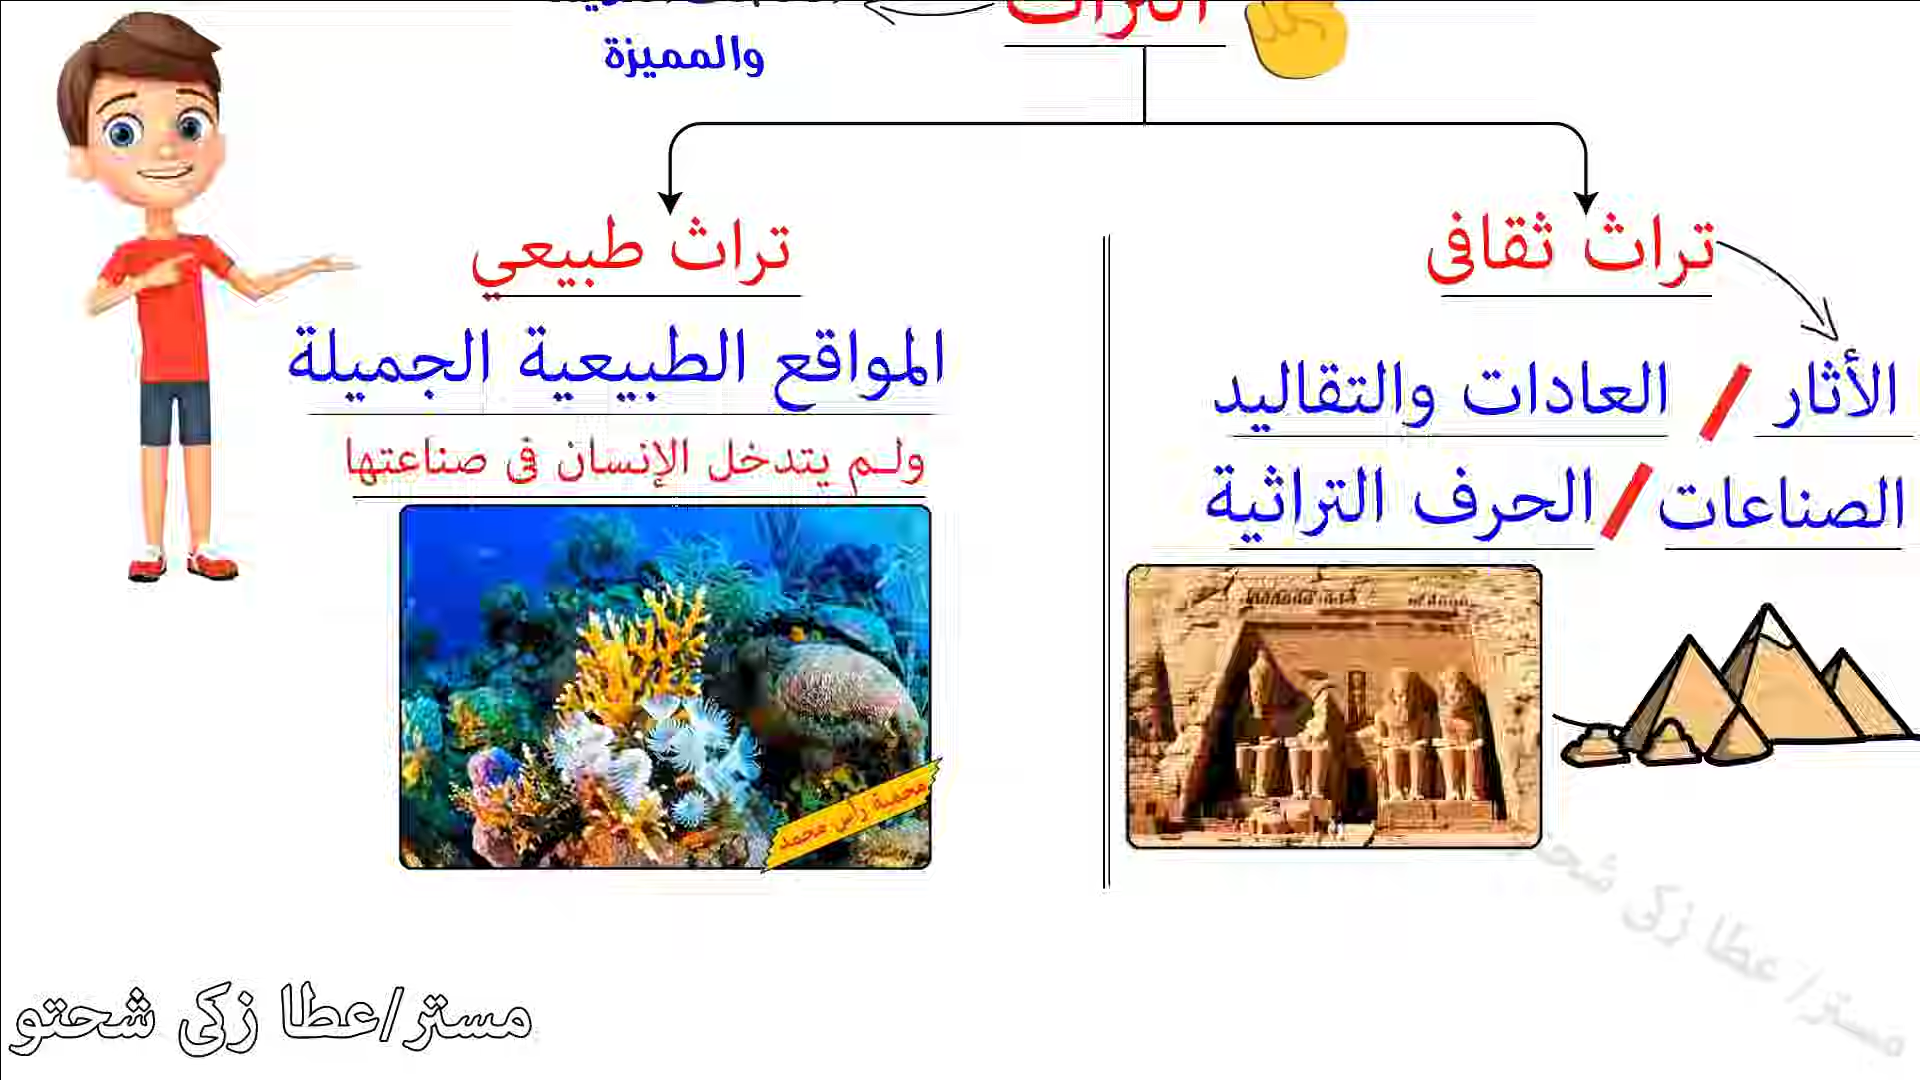 التراث
والمميزة
تراث ثقافى
الأثار / العادات والتقاليد
الصناعات / الحرف التراثية
تراث طبيعي
المواقع الطبيعية الجميلة
ولـم يتدخل الإنسان فى صناعتها
محمية رأس محمد
مستر/عطا زكى شحتو
مستر/عطا زكى شحتو